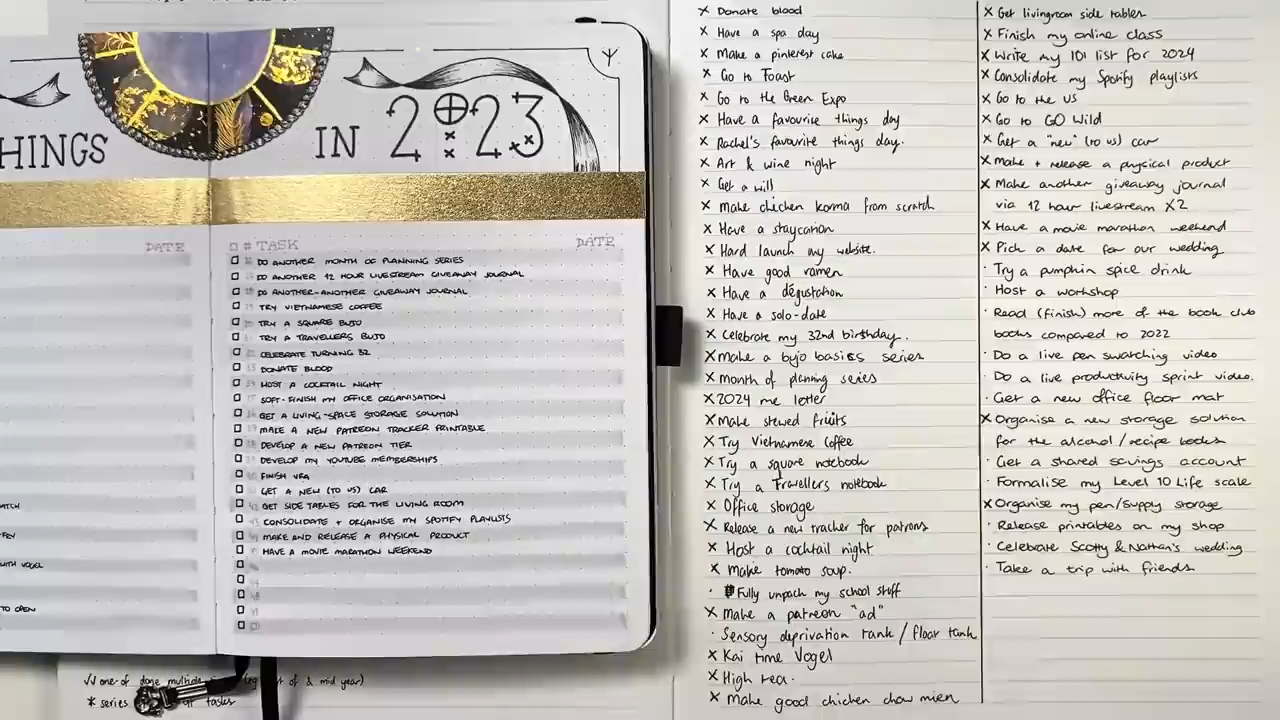 HINGS IN 2023
DATE
ATCH
FEY
WITH VOGEL
TO OPEN
# TASK DATE
DO ANOTHER MONTH OF PLANNING SERIES
DO ANOTHER 12 HOUR LIVESTREAM GIVEAWAY JOURNAL
DO ANOTHER-ANOTHER GIVEAWAY JOURNAL
TRY VIETNAMESE COFFEE
TRY A SQUARE BUJO
TRY A TRAVELLERS BUJO
CELEBRATE TURNING 32
DONATE BLOOD
HOST A COCKTAIL NIGHT
SOFT-FINISH MY OFFICE ORGANISATION
GET A LIVING-SPACE STORAGE SOLUTION
MAKE A NEW PATREON TRACKER PRINTABLE
DEVELOP A NEW PATREON TIER
DEVELOP MY YOUTUBE MEMBERSHIPS
FINISH VFA
GET A NEW (TO US) CAR
GET SIDE TABLES FOR THE LIVING ROOM
CONSOLIDATE + ORGANISE MY SPOTIFY PLAYLISTS
MAKE AND RELEASE A PHYSICAL PRODUCT
HAVE A MOVIE MARATHON WEEKEND
one of done multiple & mid year)
* series tasks
x Donate blood
x Have a spa day
x Make a pinterest cake
x Go to Toast
x Go to the Green Expo
x Have a favourite things day
x Rachel's favourite things day.
x Art & wine night
x Get a will
x Make chicken korma from scratch
x Have a staycation
x Hard launch my website.
x Have good ramen
x Have a dégustation
x Have a solo-date
x Celebrate my 32nd birthday.
x make a bujo basics series
x month of planning series
x 2024 me letter
x Make stewed fruits
x Try Vietnamese Coffee
x Try a square notebook
x Try a Travellers notebook
x Office storage
x Release a new tracker for patrons
x Host a cocktail night
x Make tomato soup.
· Fully unpack my school stuff
x Make a patreon "ad"
· Sensory deprivation tank / float tank
x Kai time Vogel
x High tea.
x Make good chicken chow mien
x Get livingroom side tables
x Finish my online class
x Write my 101 list for 2024
x Consolidate my Spotify playlists
x Go to the US
x Go to GO Wild
x Get a "new" (to us) car
x Make + release a physical product
x Make another giveaway journal
via 12 hour livestream x2
x Have a movie marathon weekend
x Pick a date for our wedding
· Try a pumpkin spice drink
· Host a workshop
· Read (finish) more of the book club
books compared to 2022
· Do a live pen swatching video
· Do a live productivity sprint video.
· Get a new office floor mat
x Organise a new storage solution
for the alcohol/recipe books
· Get a shared savings account
· Formalise my Level 10 Life scale
x Organise my pen/supply storage
· Release printables on my shop
· Celebrate Scotty & Nathan's wedding
· Take a trip with friends